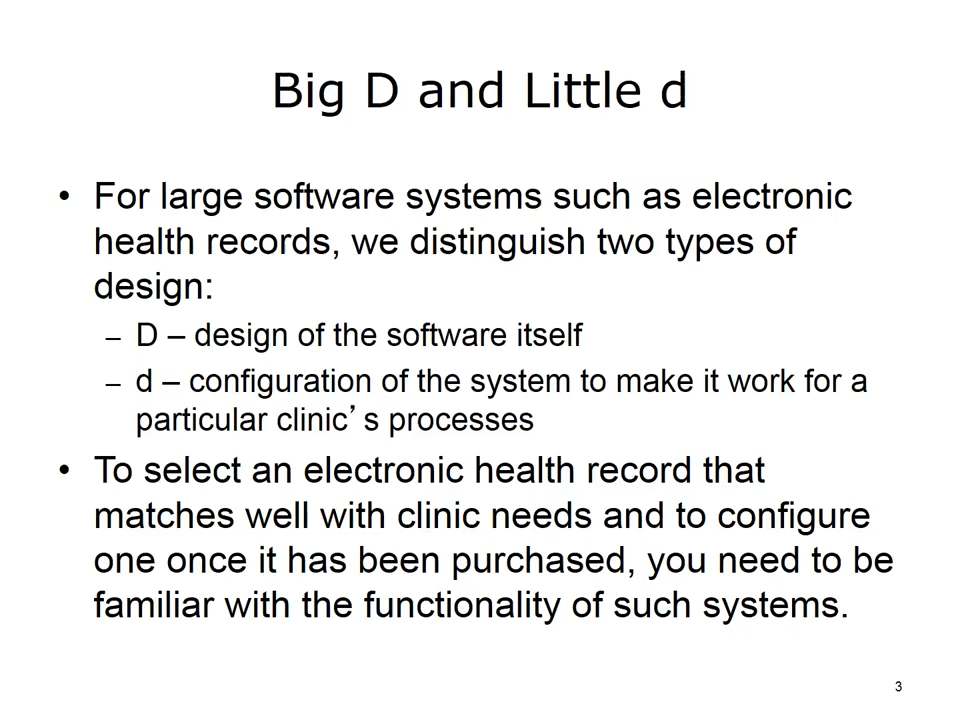 Big D and Little d
• For large software systems such as electronic
health records, we distinguish two types of
design:
– D – design of the software itself
– d – configuration of the system to make it work for a
particular clinic’s processes
• To select an electronic health record that
matches well with clinic needs and to configure
one once it has been purchased, you need to be
familiar with the functionality of such systems.
3